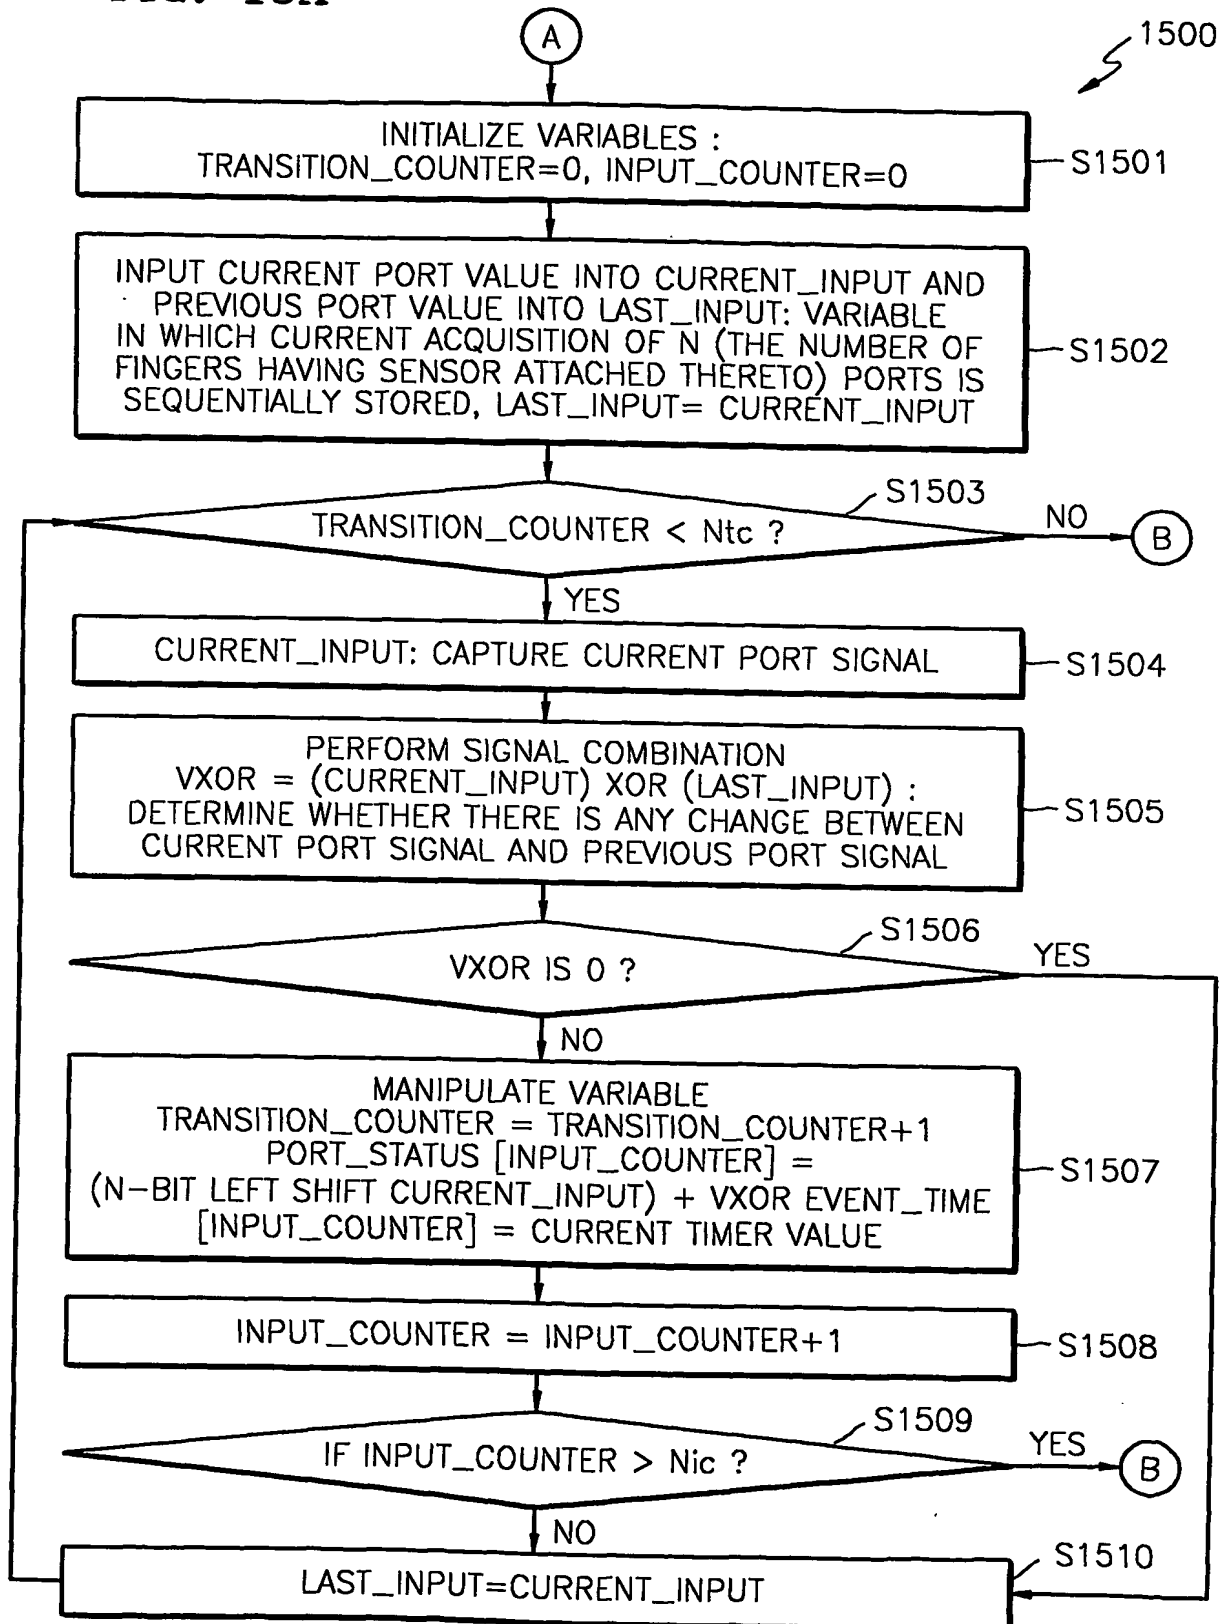 A
1500
INITIALIZE VARIABLES :
TRANSITION_COUNTER=0, INPUT_COUNTER=0
S1501
INPUT CURRENT PORT VALUE INTO CURRENT_INPUT AND
PREVIOUS PORT VALUE INTO LAST_INPUT: VARIABLE
IN WHICH CURRENT ACQUISITION OF N (THE NUMBER OF
FINGERS HAVING SENSOR ATTACHED THERETO) PORTS IS
SEQUENTIALLY STORED, LAST_INPUT= CURRENT_INPUT
S1502
S1503
TRANSITION_COUNTER < Ntc ?
NO
B
YES
CURRENT_INPUT: CAPTURE CURRENT PORT SIGNAL
S1504
PERFORM SIGNAL COMBINATION
VXOR = (CURRENT_INPUT) XOR (LAST_INPUT) :
DETERMINE WHETHER THERE IS ANY CHANGE BETWEEN
CURRENT PORT SIGNAL AND PREVIOUS PORT SIGNAL
S1505
S1506
VXOR IS 0 ?
YES
NO
MANIPULATE VARIABLE
TRANSITION_COUNTER = TRANSITION_COUNTER+1
PORT_STATUS [INPUT_COUNTER] =
(N-BIT LEFT SHIFT CURRENT_INPUT) + VXOR EVENT_TIME
[INPUT_COUNTER] = CURRENT TIMER VALUE
S1507
INPUT_COUNTER = INPUT_COUNTER+1
S1508
S1509
IF INPUT_COUNTER > Nic ?
YES
B
NO
S1510
LAST_INPUT=CURRENT_INPUT